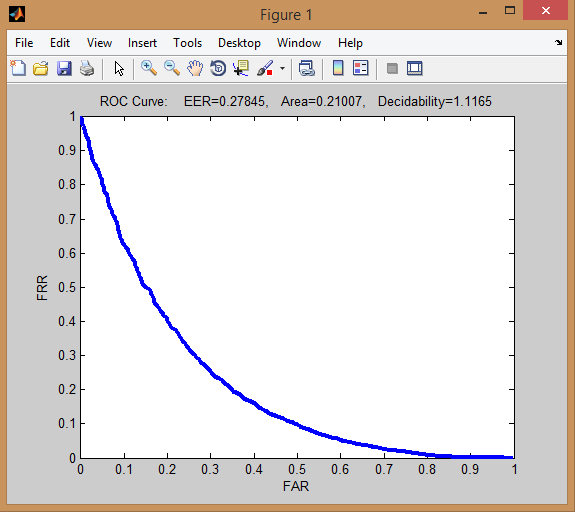 Figure 1
File Edit View Insert Tools Desktop Window Help
ROC Curve: EER=0.27845, Area=0.21007, Decidability=1.1165
1
0.9
0.8
0.7
0.6
0.5
0.4
0.3
0.2
0.1
0
FRR
0 0.1 0.2 0.3 0.4 0.5 0.6 0.7 0.8 0.9 1
FAR